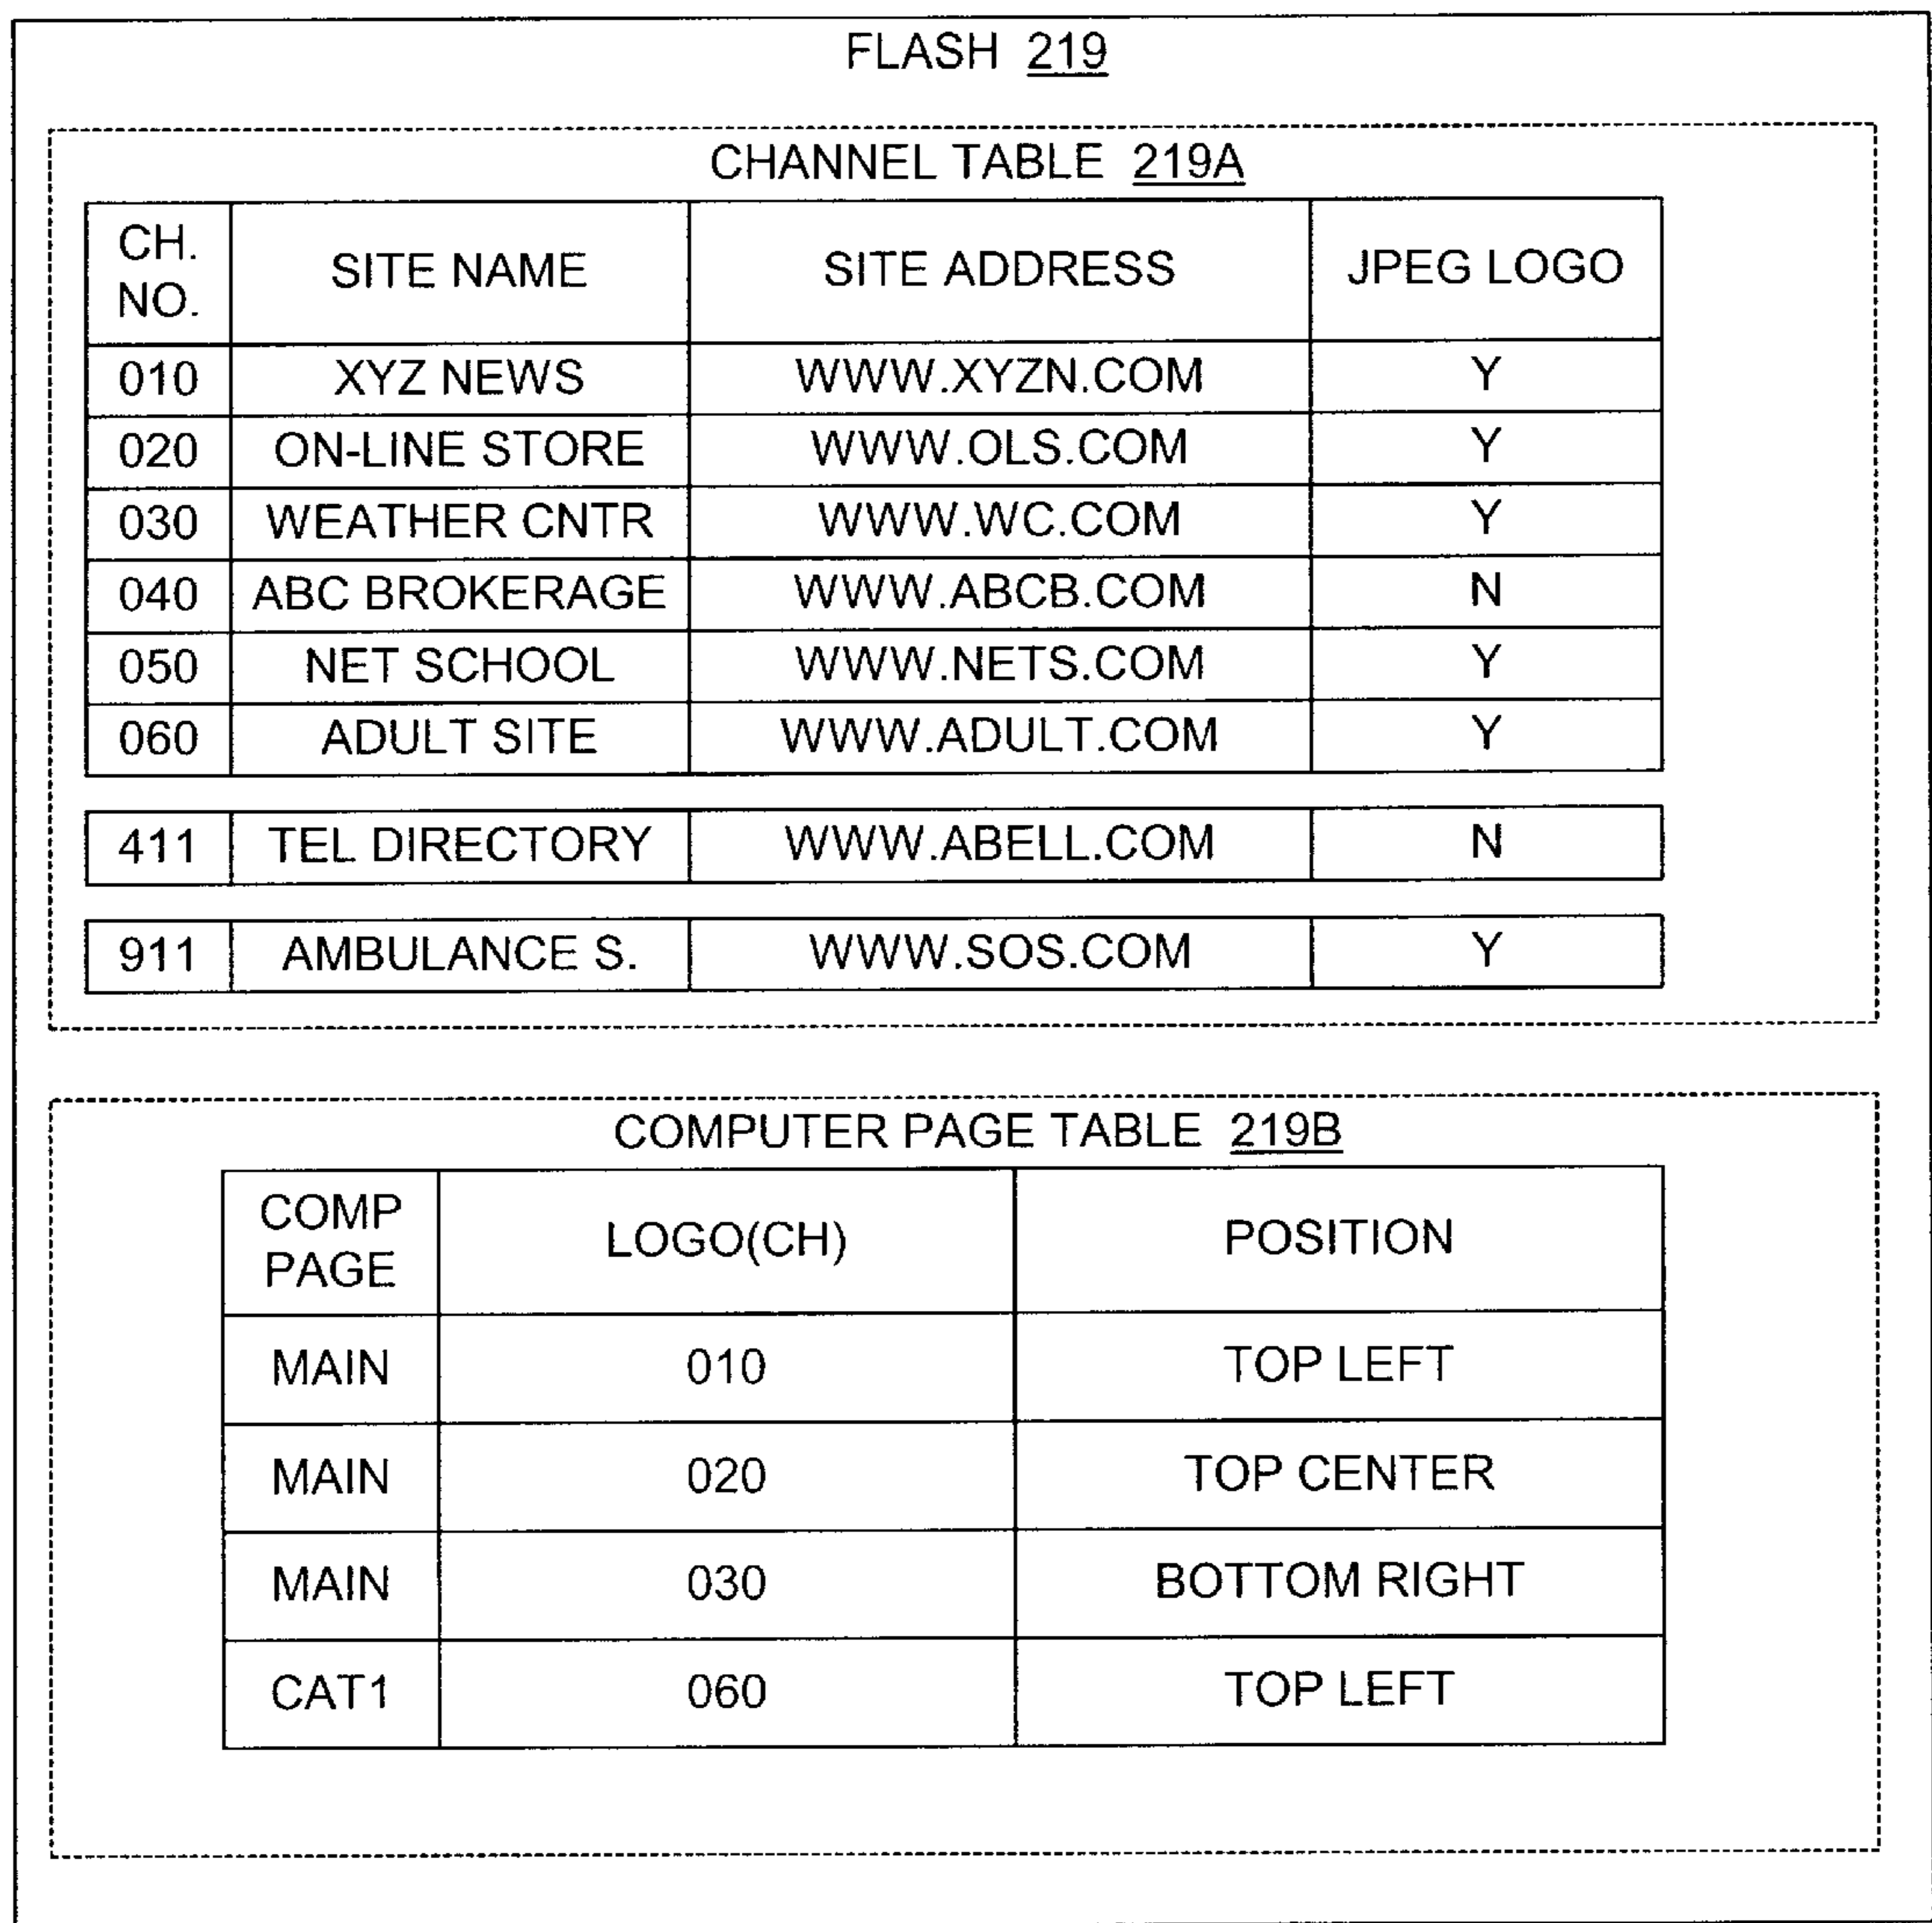 FLASH 219
CHANNEL TABLE 219A
CH. NO. SITE NAME SITE ADDRESS JPEG LOGO
010 XYZ NEWS WWW.XYZN.COM Y
020 ON-LINE STORE WWW.OLS.COM Y
030 WEATHER CNTR WWW.WC.COM Y
040 ABC BROKERAGE WWW.ABCB.COM N
050 NET SCHOOL WWW.NETS.COM Y
060 ADULT SITE WWW.ADULT.COM Y
411 TEL DIRECTORY WWW.ABELL.COM N
911 AMBULANCE S. WWW.SOS.COM Y
COMPUTER PAGE TABLE 219B
COMP PAGE LOGO(CH) POSITION
MAIN 010 TOP LEFT
MAIN 020 TOP CENTER
MAIN 030 BOTTOM RIGHT
CAT1 060 TOP LEFT